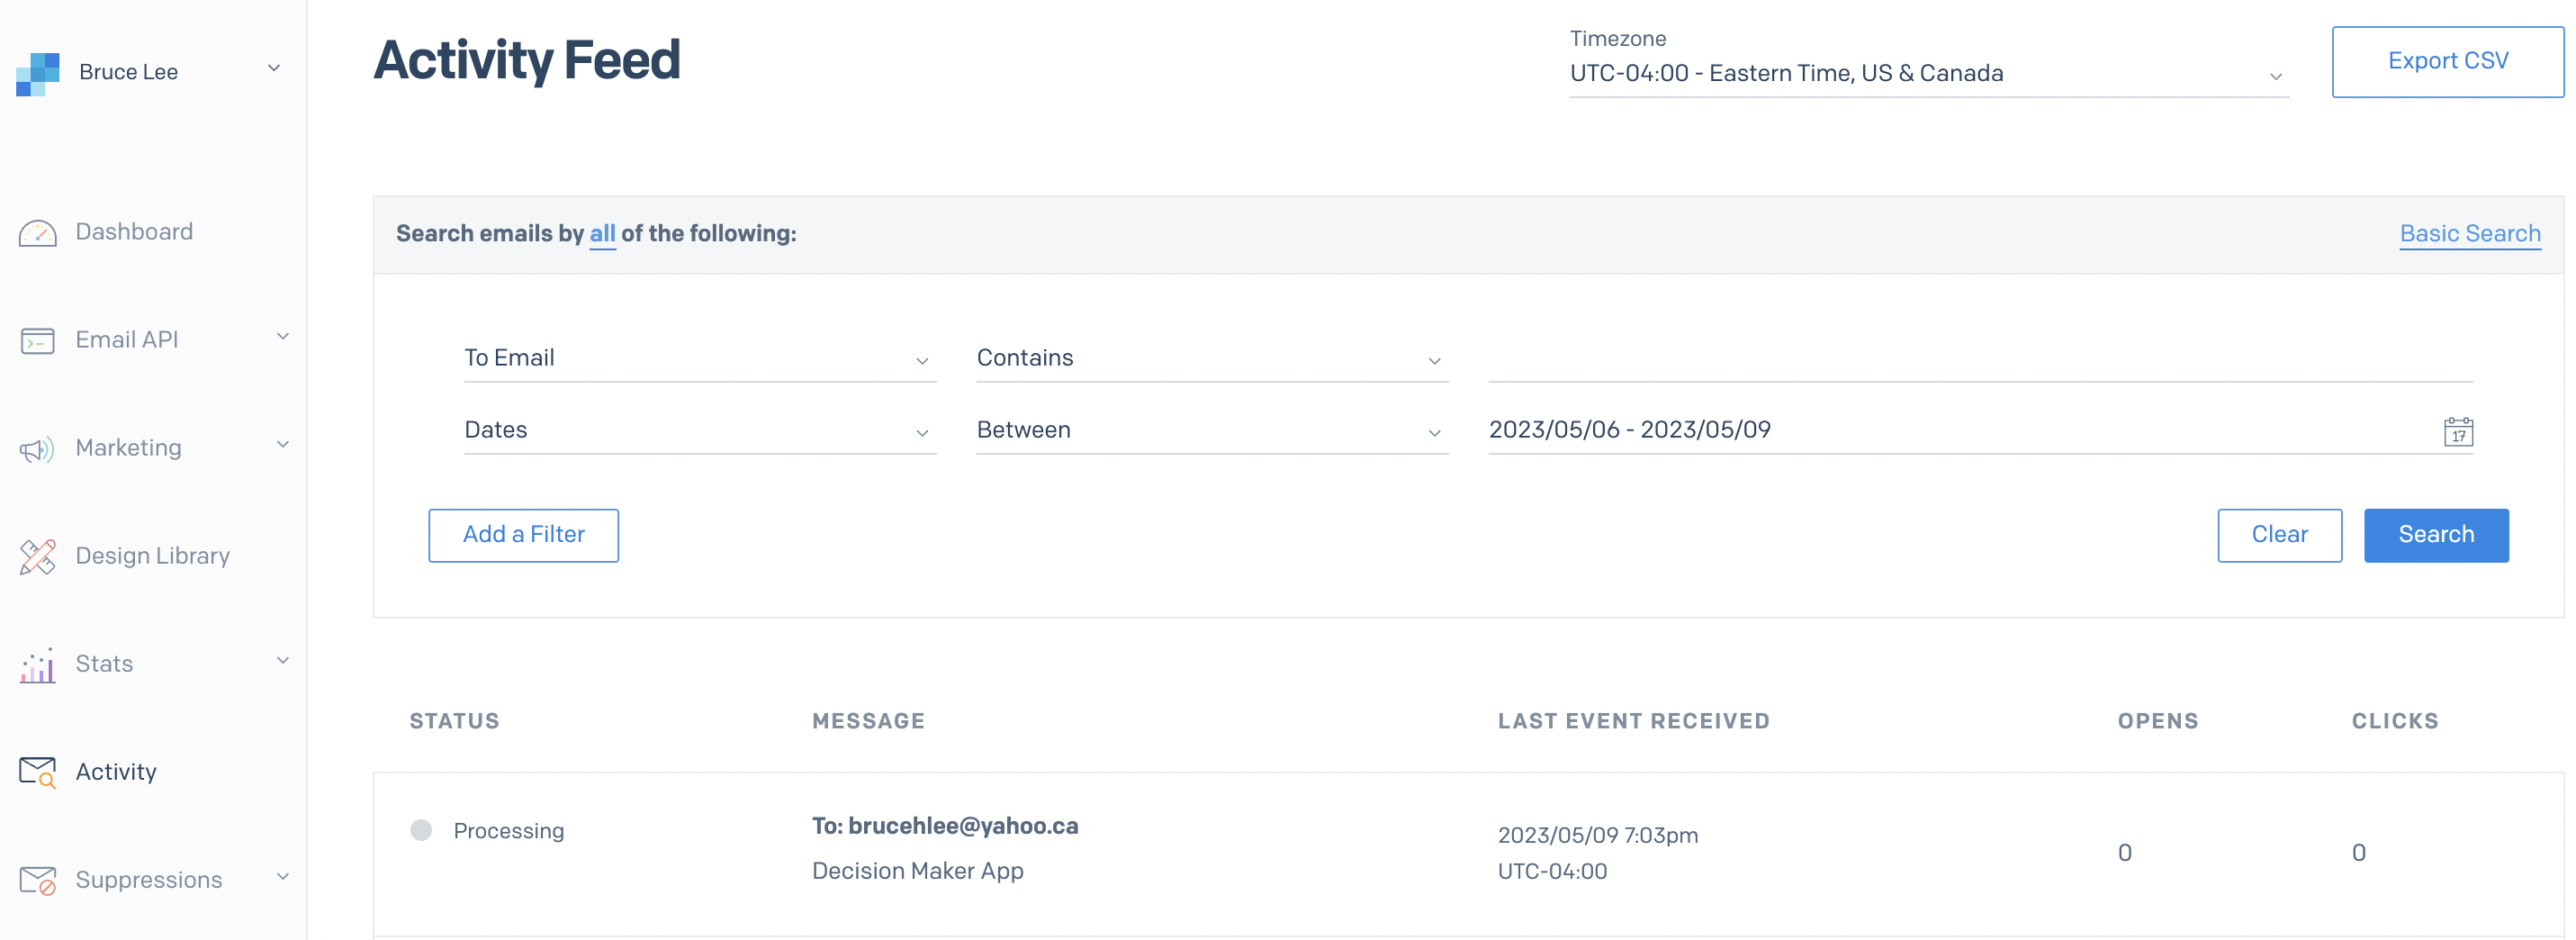 Bruce Lee
Dashboard
Email API
Marketing
Design Library
Stats
Activity
Suppressions
Activity Feed
Timezone
UTC-04:00 - Eastern Time, US & Canada
Export CSV
Search emails by all of the following:
Basic Search
To Email
Contains
Dates
Between
2023/05/06 - 2023/05/09
17
Add a Filter
Clear
Search
STATUS
MESSAGE
LAST EVENT RECEIVED
OPENS
CLICKS
Processing
To: brucehlee@yahoo.ca
Decision Maker App
2023/05/09 7:03pm
UTC-04:00
0
0